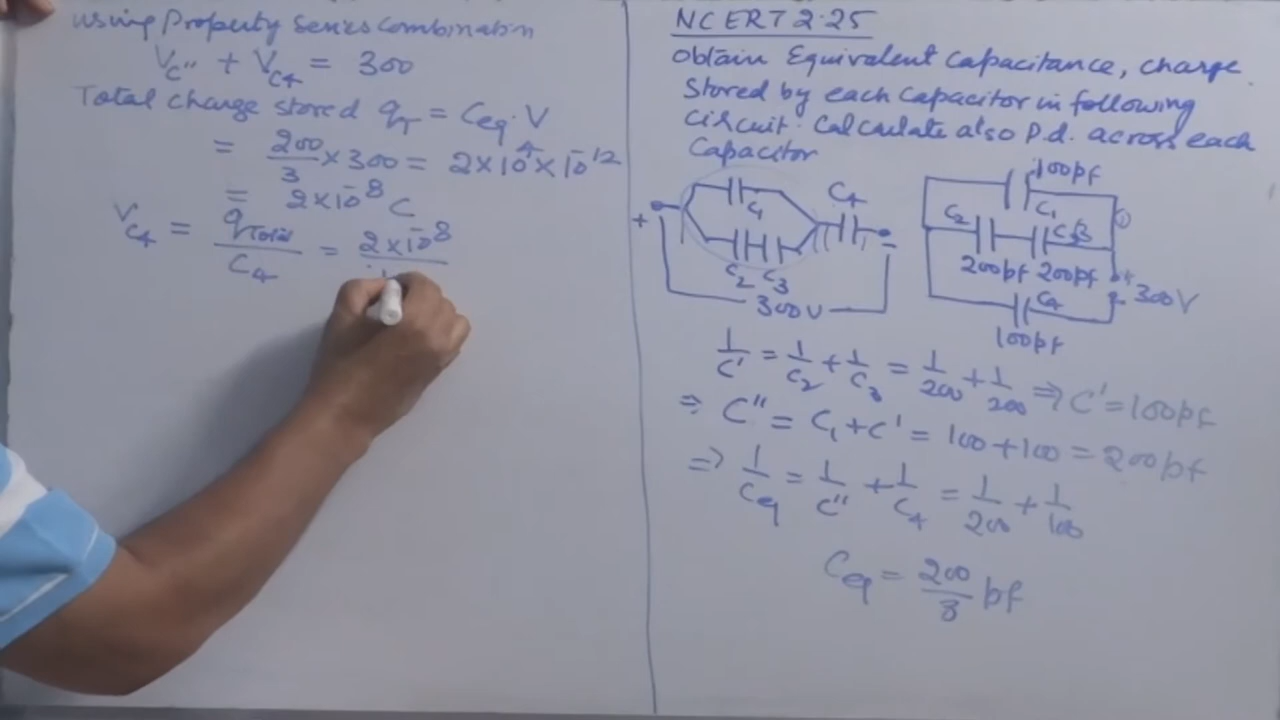 using Property Series Combination
V_C'' + V_C4 = 300
Total charge stored q_T = Ceq. V
= 200/3 × 300 = 2×10^4 × 10^-12
= 2×10^-8 C
V_C4 = q_Total/C4 = 2×10^-8
NCERT 2.25
Obtain Equivalent Capacitance, charge
stored by each capacitor in following
circuit. Calculate also P.d. across each
Capacitor
100pf
C1
C4
C1
+
-
C2 C3
300V
C2
C3
200pf 200pf
+
-
300V
C4
100pf
1/C' = 1/C2 + 1/C3 = 1/200 + 1/200 ⇒ C' = 100pf
⇒ C'' = C1 + C' = 100 + 100 = 200pf
⇒ 1/Ceq = 1/C'' + 1/C4 = 1/200 + 1/100
Ceq = 200/3 pf